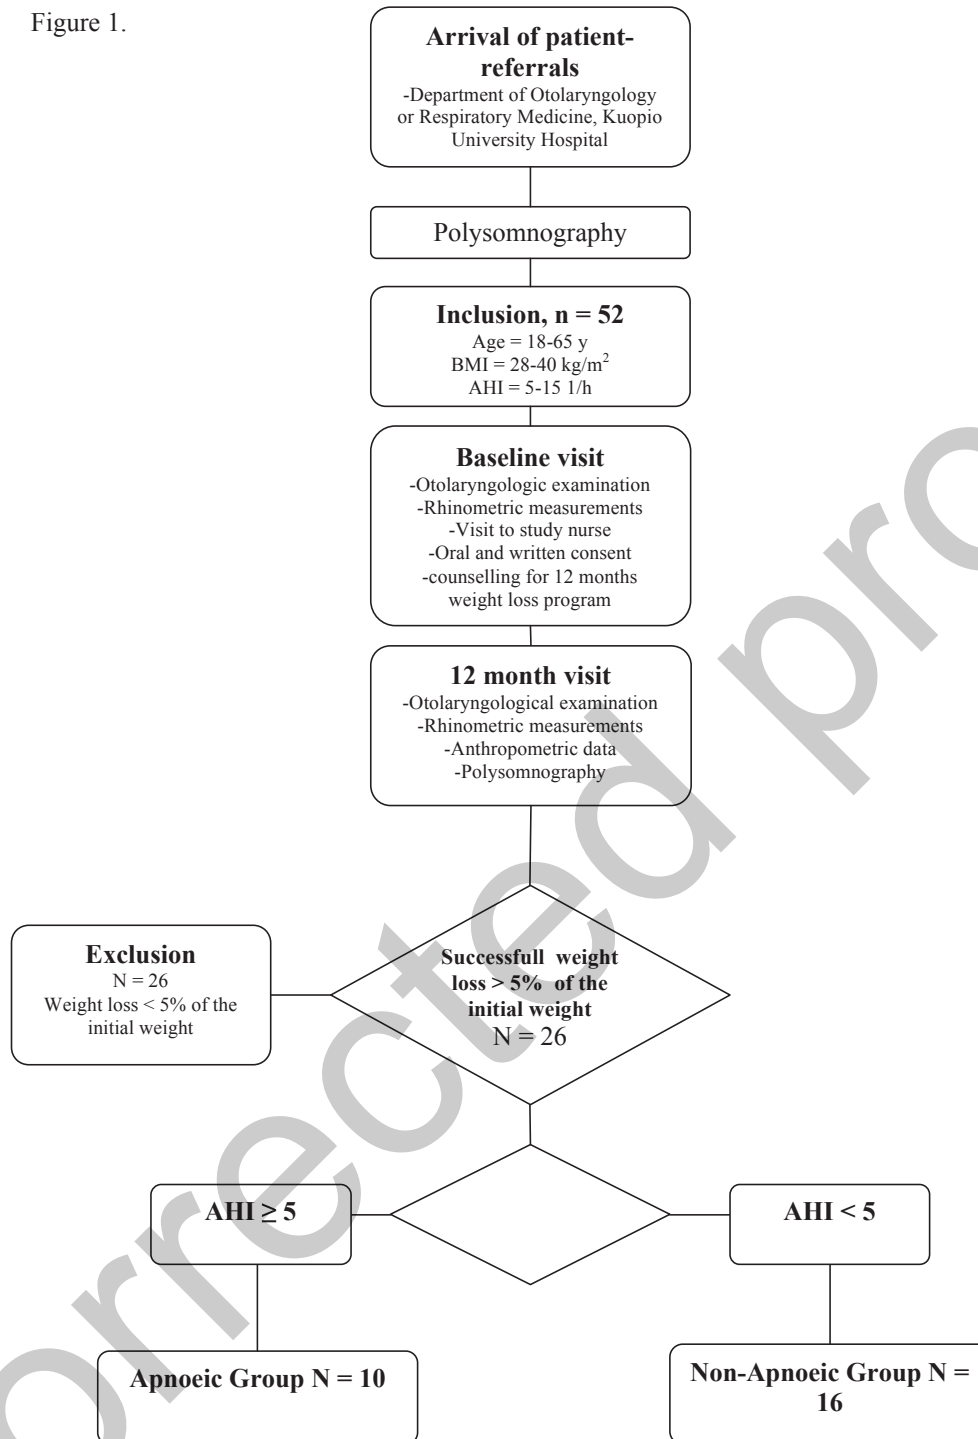 Figure 1.
Arrival of patient-
referrals
-Department of Otolaryngology
or Respiratory Medicine, Kuopio
University Hospital
Polysomnography
Inclusion, n = 52
Age = 18-65 y
BMI = 28-40 kg/m²
AHI = 5-15 1/h
Baseline visit
-Otolaryngologic examination
-Rhinometric measurements
-Visit to study nurse
-Oral and written consent
-counselling for 12 months
weight loss program
12 month visit
-Otolaryngological examination
-Rhinometric measurements
-Anthropometric data
-Polysomnography
Exclusion
N = 26
Weight loss < 5% of the
initial weight
Successfull weight
loss > 5% of the
initial weight
N = 26
AHI ≥ 5
AHI < 5
Apnoeic Group N = 10
Non-Apnoeic Group N =
16
orrected pro